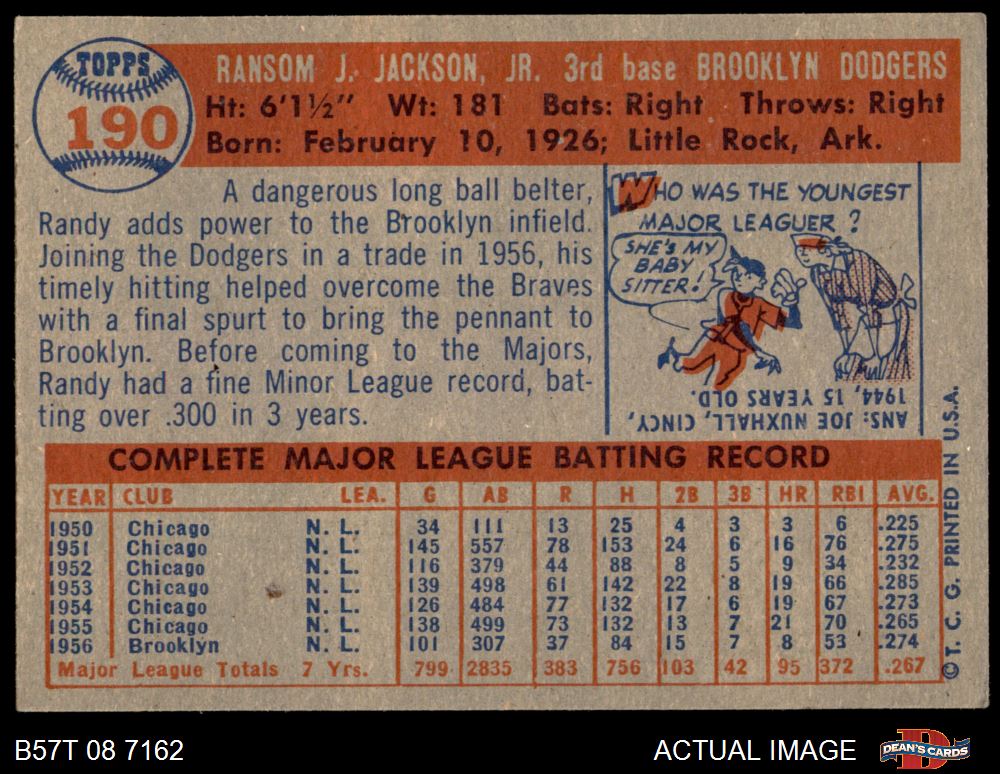 TOPPS
190
RANSOM J. JACKSON, JR. 3rd base BROOKLYN DODGERS
Ht: 6'1½" Wt: 181 Bats: Right Throws: Right
Born: February 10, 1926; Little Rock, Ark.
A dangerous long ball belter,
Randy adds power to the Brooklyn infield.
Joining the Dodgers in a trade in 1956, his
timely hitting helped overcome the Braves
with a final spurt to bring the pennant to
Brooklyn. Before coming to the Majors,
Randy had a fine Minor League record, bat-
ting over .300 in 3 years.
WHO WAS THE YOUNGEST
MAJOR LEAGUER?
SHE'S MY
BABY
SITTER!
ANS: JOE NUXHALL, CINCY,
1944, 15 YEARS OLD.
COMPLETE MAJOR LEAGUE BATTING RECORD
YEAR CLUB LEA. G AB R H 2B 3B HR RBI AVG.
1950 Chicago N. L. 34 111 13 25 4 3 3 6 .225
1951 Chicago N. L. 145 557 78 153 24 6 16 76 .275
1952 Chicago N. L. 116 379 44 88 8 5 9 34 .232
1953 Chicago N. L. 139 498 61 142 22 8 19 66 .285
1954 Chicago N. L. 126 484 77 132 17 6 19 67 .273
1955 Chicago N. L. 138 499 73 132 13 7 21 70 .265
1956 Brooklyn N. L. 101 307 37 84 15 7 8 53 .274
Major League Totals 7 Yrs. 799 2835 383 756 103 42 95 372 .267
© T. C. G. PRINTED IN U.S.A.
B57T 08 7162
ACTUAL IMAGE
DEAN'S CARDS